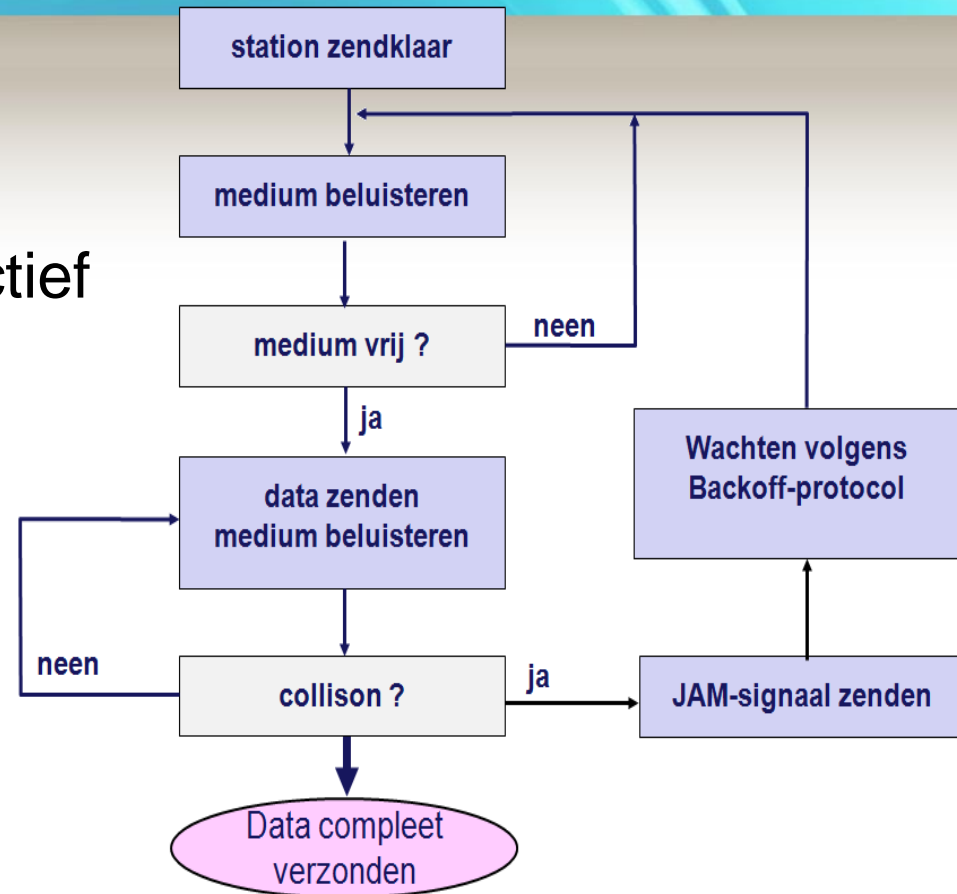 station zendklaar
medium beluisteren
ctief
medium vrij ?
neen
ja
Wachten volgens
Backoff-protocol
data zenden
medium beluisteren
neen
collison ?
ja
JAM-signaal zenden
Data compleet
verzonden